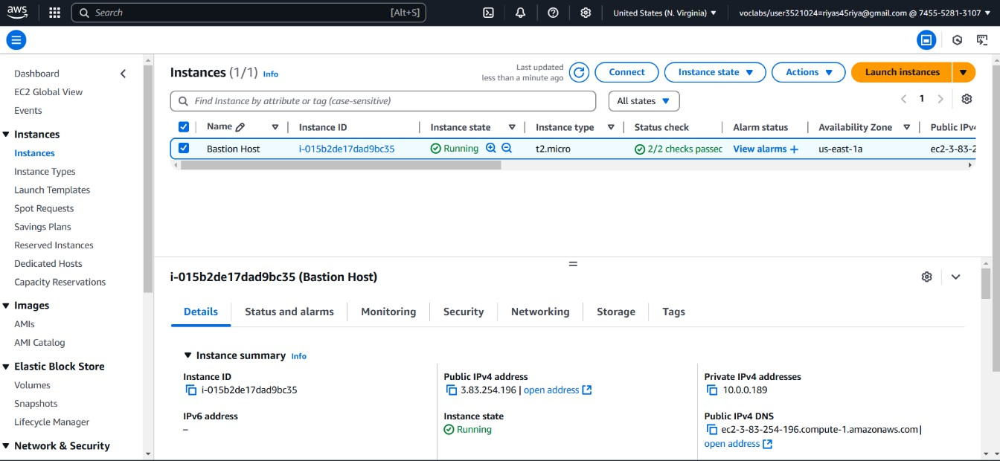 aws
Search [Alt+S]
United States (N. Virginia) voclabs/user3521024=riyas45riya@gmail.com @ 7455-5281-3107
Dashboard
EC2 Global View
Events
Instances
Instances
Instance Types
Launch Templates
Spot Requests
Savings Plans
Reserved Instances
Dedicated Hosts
Capacity Reservations
Images
AMIs
AMI Catalog
Elastic Block Store
Volumes
Snapshots
Lifecycle Manager
Network & Security
Instances (1/1) Info
Last updated
less than a minute ago
Connect
Instance state
Actions
Launch instances
Find Instance by attribute or tag (case-sensitive)
All states
1
Name Instance ID Instance state Instance type Status check Alarm status Availability Zone Public IPv4
Bastion Host i-015b2de17dad9bc35 Running t2.micro 2/2 checks passec View alarms + us-east-1a ec2-3-83-2
i-015b2de17dad9bc35 (Bastion Host)
Details Status and alarms Monitoring Security Networking Storage Tags
Instance summary Info
Instance ID
i-015b2de17dad9bc35
IPv6 address
–
Public IPv4 address
3.83.254.196 | open address
Instance state
Running
Private IPv4 addresses
10.0.0.189
Public IPv4 DNS
ec2-3-83-254-196.compute-1.amazonaws.com |
open address